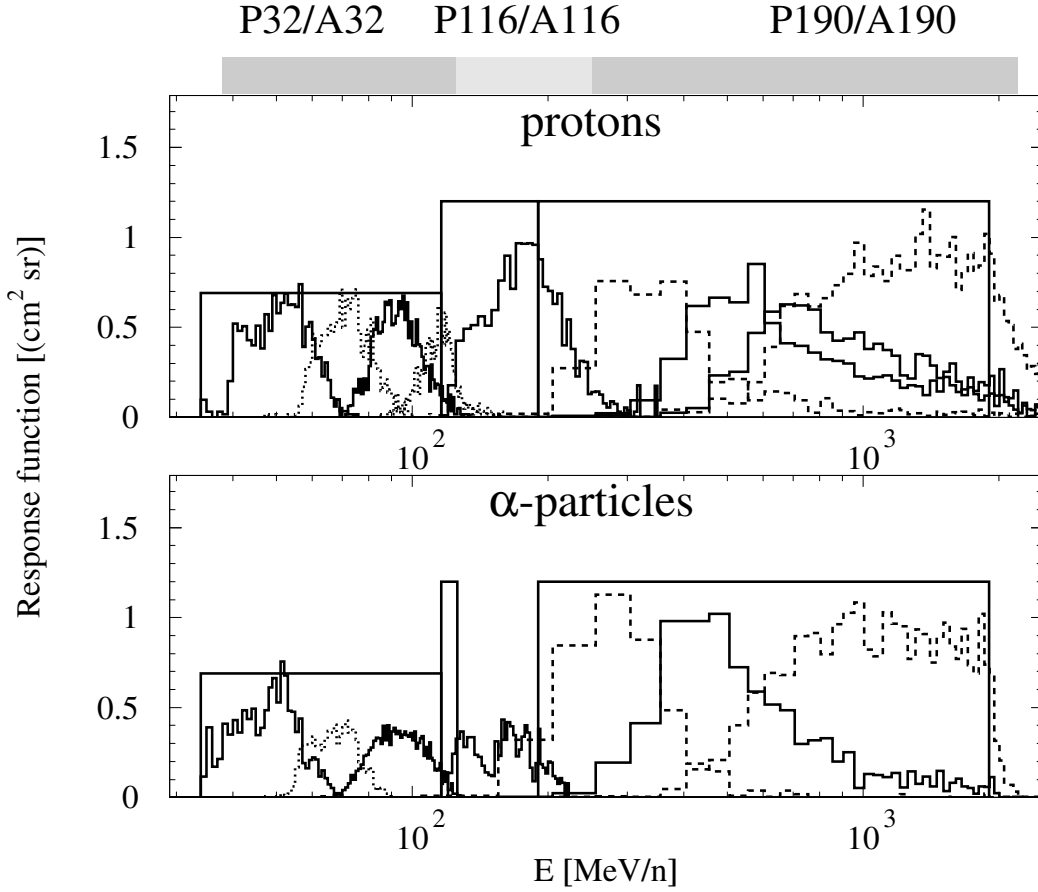 P32/A32 P116/A116 P190/A190
protons
1.5
1
0.5
0
10² 10³
α-particles
1.5
1
0.5
0
10² 10³
E [MeV/n]
Response function [(cm² sr)]